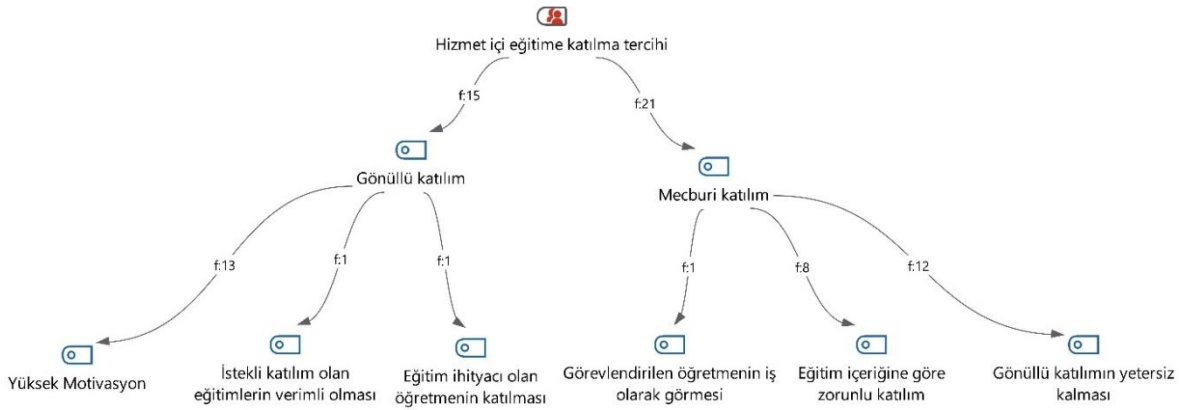 Hizmet içi eğitime katılma tercihi
f:15
f:21
Gönüllü katılım
Mecburi katılım
f:13
f:1
f:1
f:1
f:8
f:12
Yüksek Motivasyon
İstekli katılım olan
eğitimlerin verimli olması
Eğitim ihityacı olan
öğretmenin katılması
Görevlendirilen öğretmenin iş
olarak görmesi
Eğitim içeriğine göre
zorunlu katılım
Gönüllü katılımın yetersiz
kalması